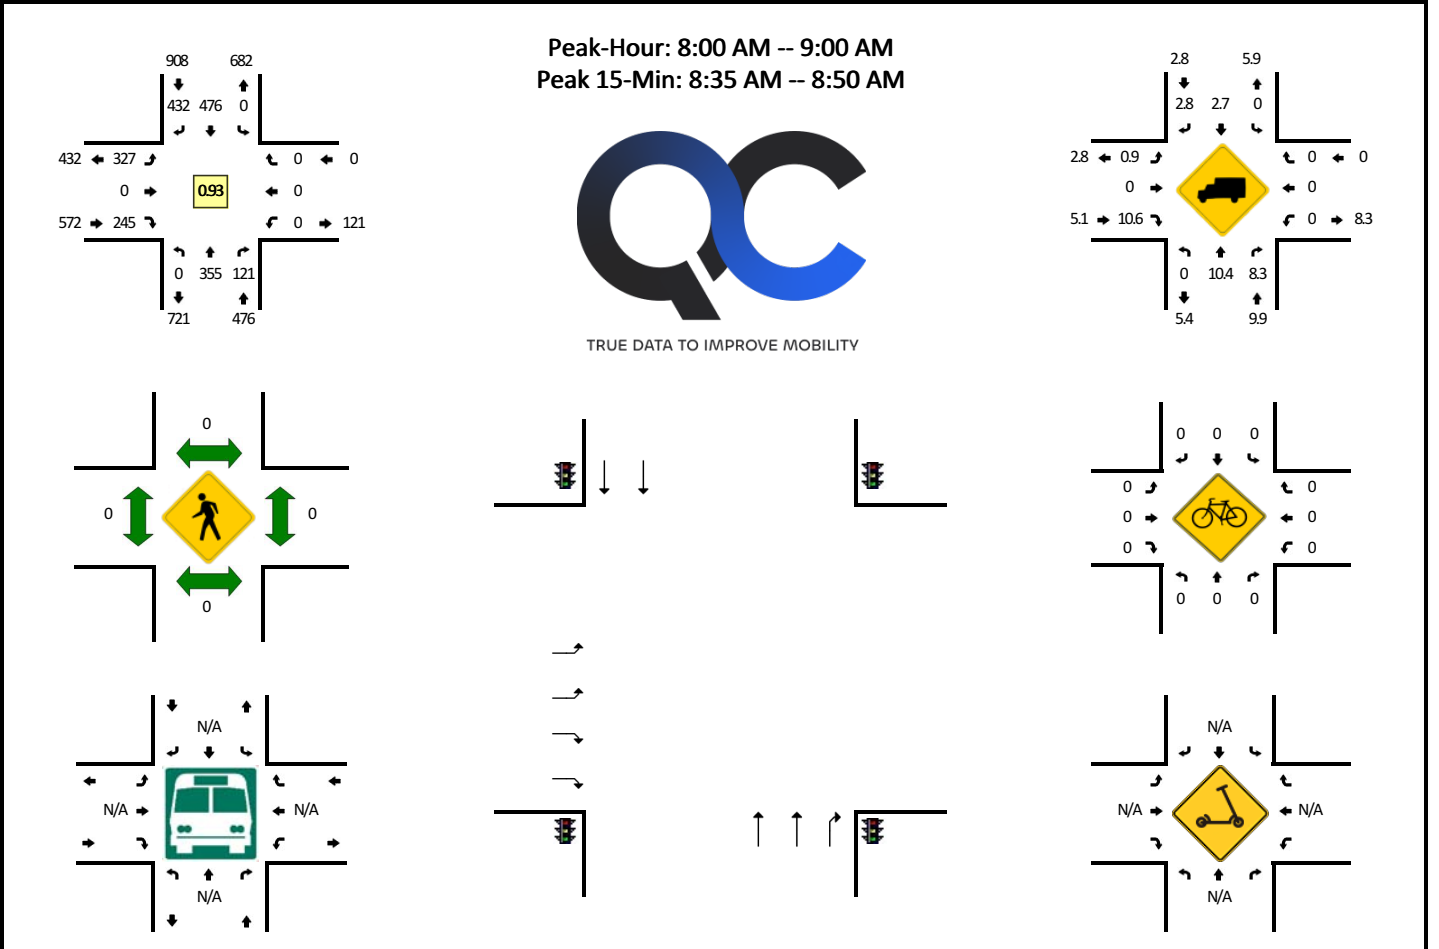 Peak-Hour: 8:00 AM -- 9:00 AM
Peak 15-Min: 8:35 AM -- 8:50 AM
908 682
432 476 0
432 327 0 0
0 0.93 0
572 245 0 121
0 355 121
721 476
TRUE DATA TO IMPROVE MOBILITY
2.8 5.9
2.8 2.7 0
2.8 0.9 0 0
0 0
5.1 10.6 0 8.3
0 10.4 8.3
5.4 9.9
0
0 0
0
0 0 0
0 0
0 0
0 0
0 0 0
N/A
N/A N/A
N/A
N/A
N/A N/A
N/A